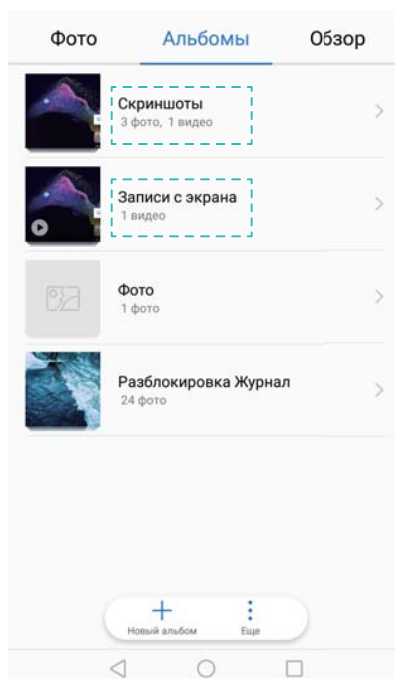 Фото Альбомы Обзор
Скриншоты
3 фото, 1 видео
Записи с экрана
1 видео
Фото
1 фото
Разблокировка Журнал
24 фото
Новый альбом Еще